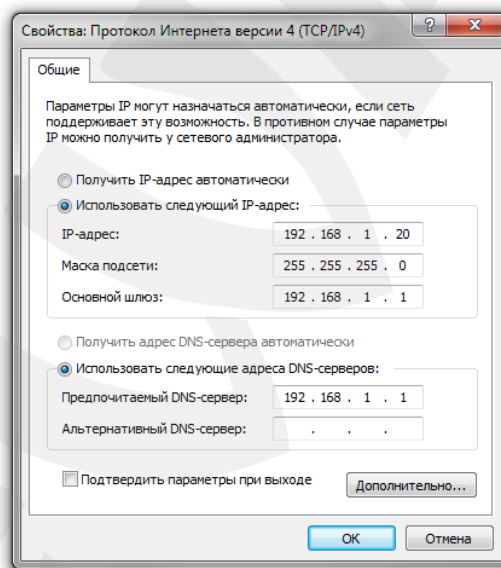 Свойства: Протокол Интернета версии 4 (TCP/IPv4)
Общие
Параметры IP могут назначаться автоматически, если сеть
поддерживает эту возможность. В противном случае параметры
IP можно получить у сетевого администратора.
Получить IP-адрес автоматически
Использовать следующий IP-адрес:
IP-адрес: 192 . 168 . 1 . 20
Маска подсети: 255 . 255 . 255 . 0
Основной шлюз: 192 . 168 . 1 . 1
Получить адрес DNS-сервера автоматически
Использовать следующие адреса DNS-серверов:
Предпочитаемый DNS-сервер: 192 . 168 . 1 . 1
Альтернативный DNS-сервер: . . .
Подтвердить параметры при выходе
Дополнительно...
OK Отмена